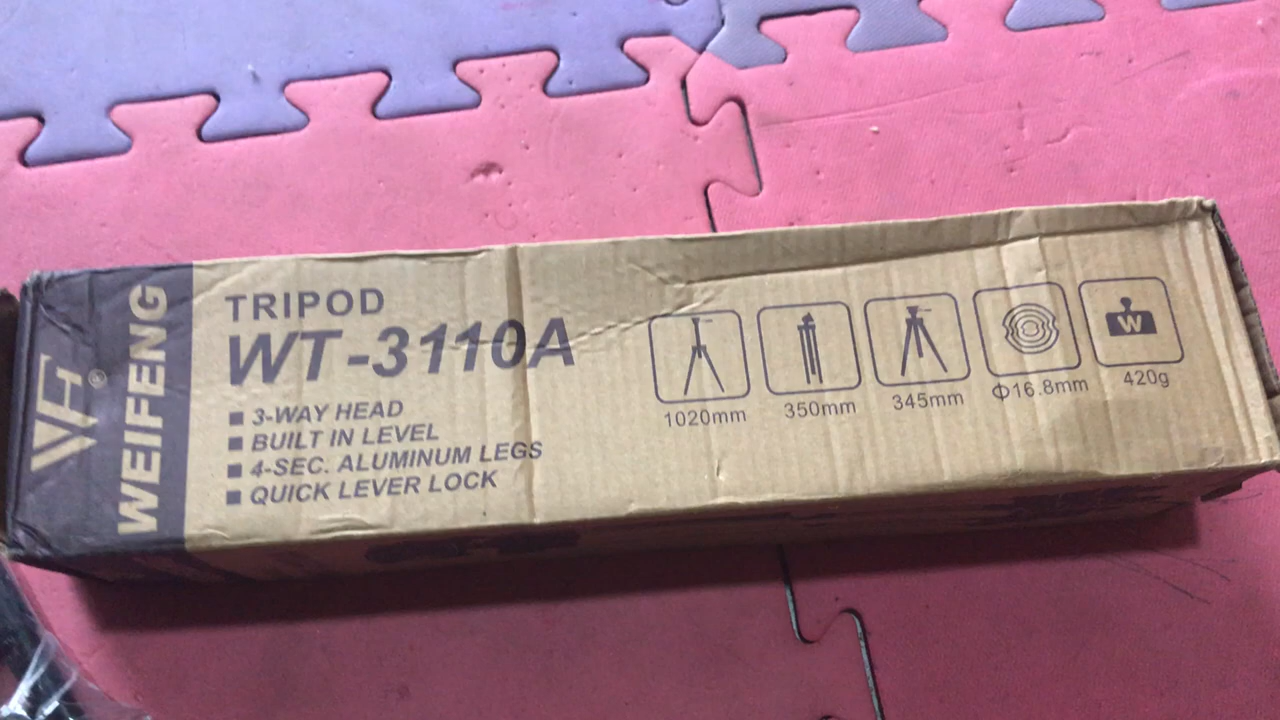 WF®
WEIFENG
TRIPOD
WT-3110A
3-WAY HEAD
BUILT IN LEVEL
4-SEC. ALUMINUM LEGS
QUICK LEVER LOCK
1020mm
350mm
345mm
Φ16.8mm
W
420g